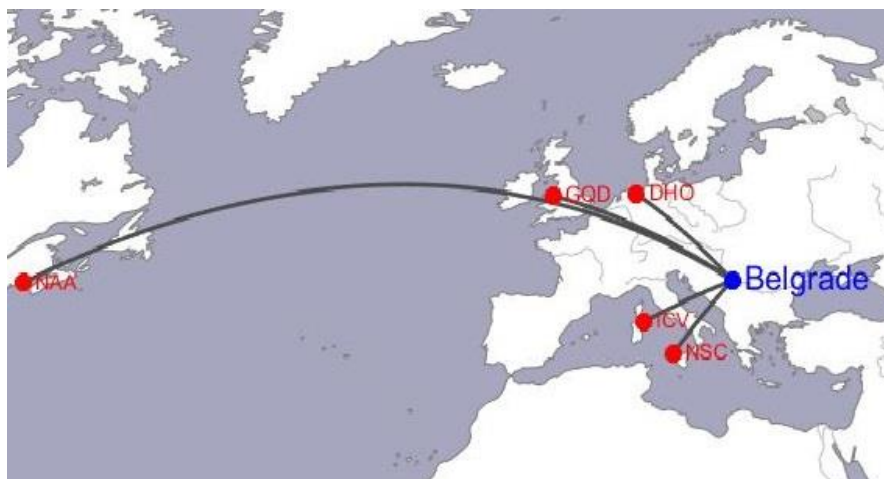 GQD
DHO
NAA
Belgrade
ICV
NSC